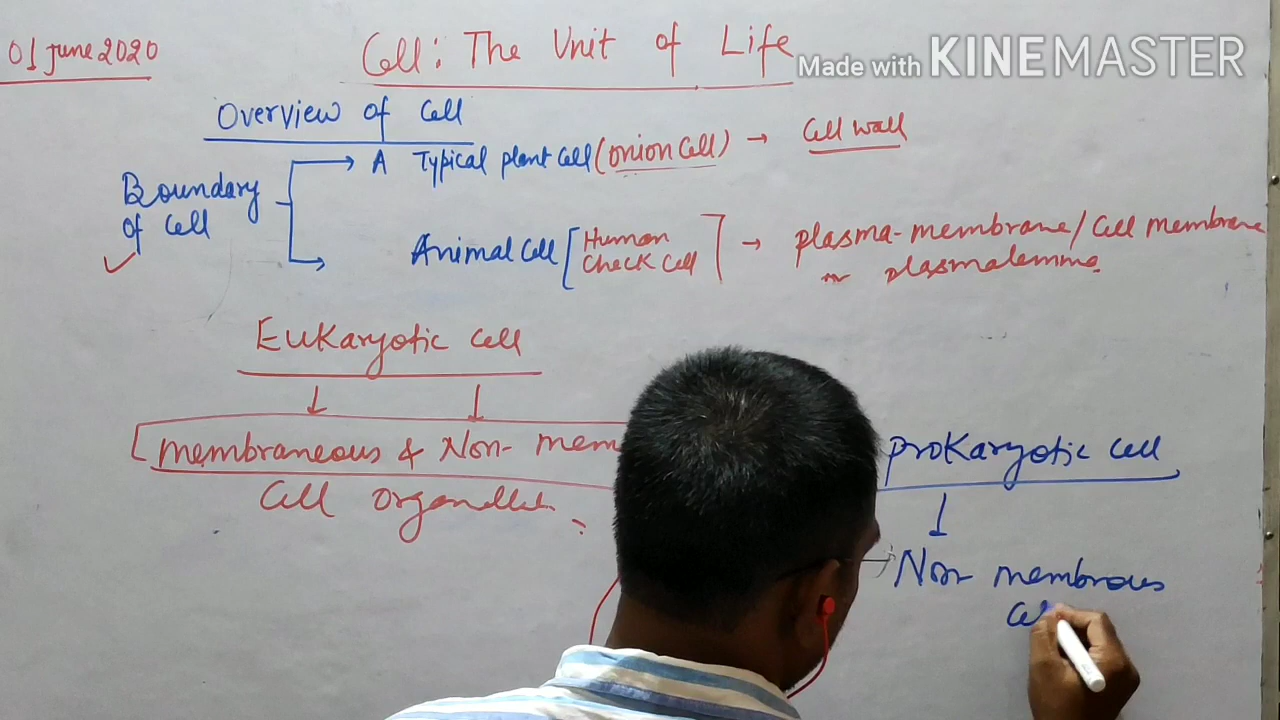 01 June 2020
Cell: The Unit of Life
Made with KINEMASTER
Overview of Cell
A Typical plant Cell (onion Cell) → Cell wall
Boundary
of Cell
Animal Cell [Human
Check Cell] → plasma-membrane/Cell membrane
or plasmalemma
Eukaryotic Cell
membraneous & Non-mem
Cell Organelles
proKaryotic Cell
Non membrous
Ce